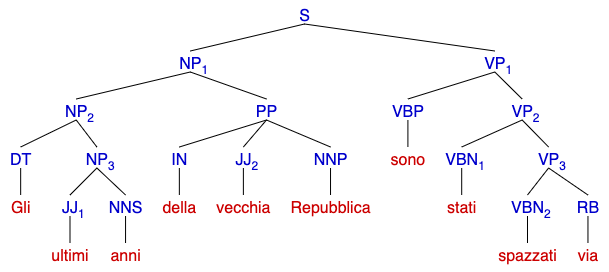 S
NP1 VP1
NP2 PP VBP VP2
DT NP3 IN JJ2 NNP sono VBN1 VP3
Gli JJ1 NNS della vecchia Repubblica stati VBN2 RB
ultimi anni spazzati via